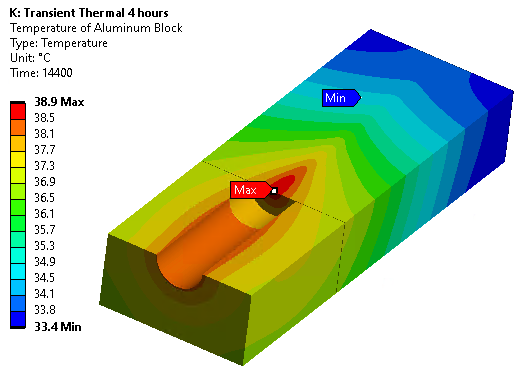 K: Transient Thermal 4 hours
Temperature of Aluminum Block
Type: Temperature
Unit: °C
Time: 14400
38.9 Max
38.5
38.1
37.7
37.3
36.9
36.5
36.1
35.7
35.3
34.9
34.5
34.1
33.8
33.4 Min
Min
Max